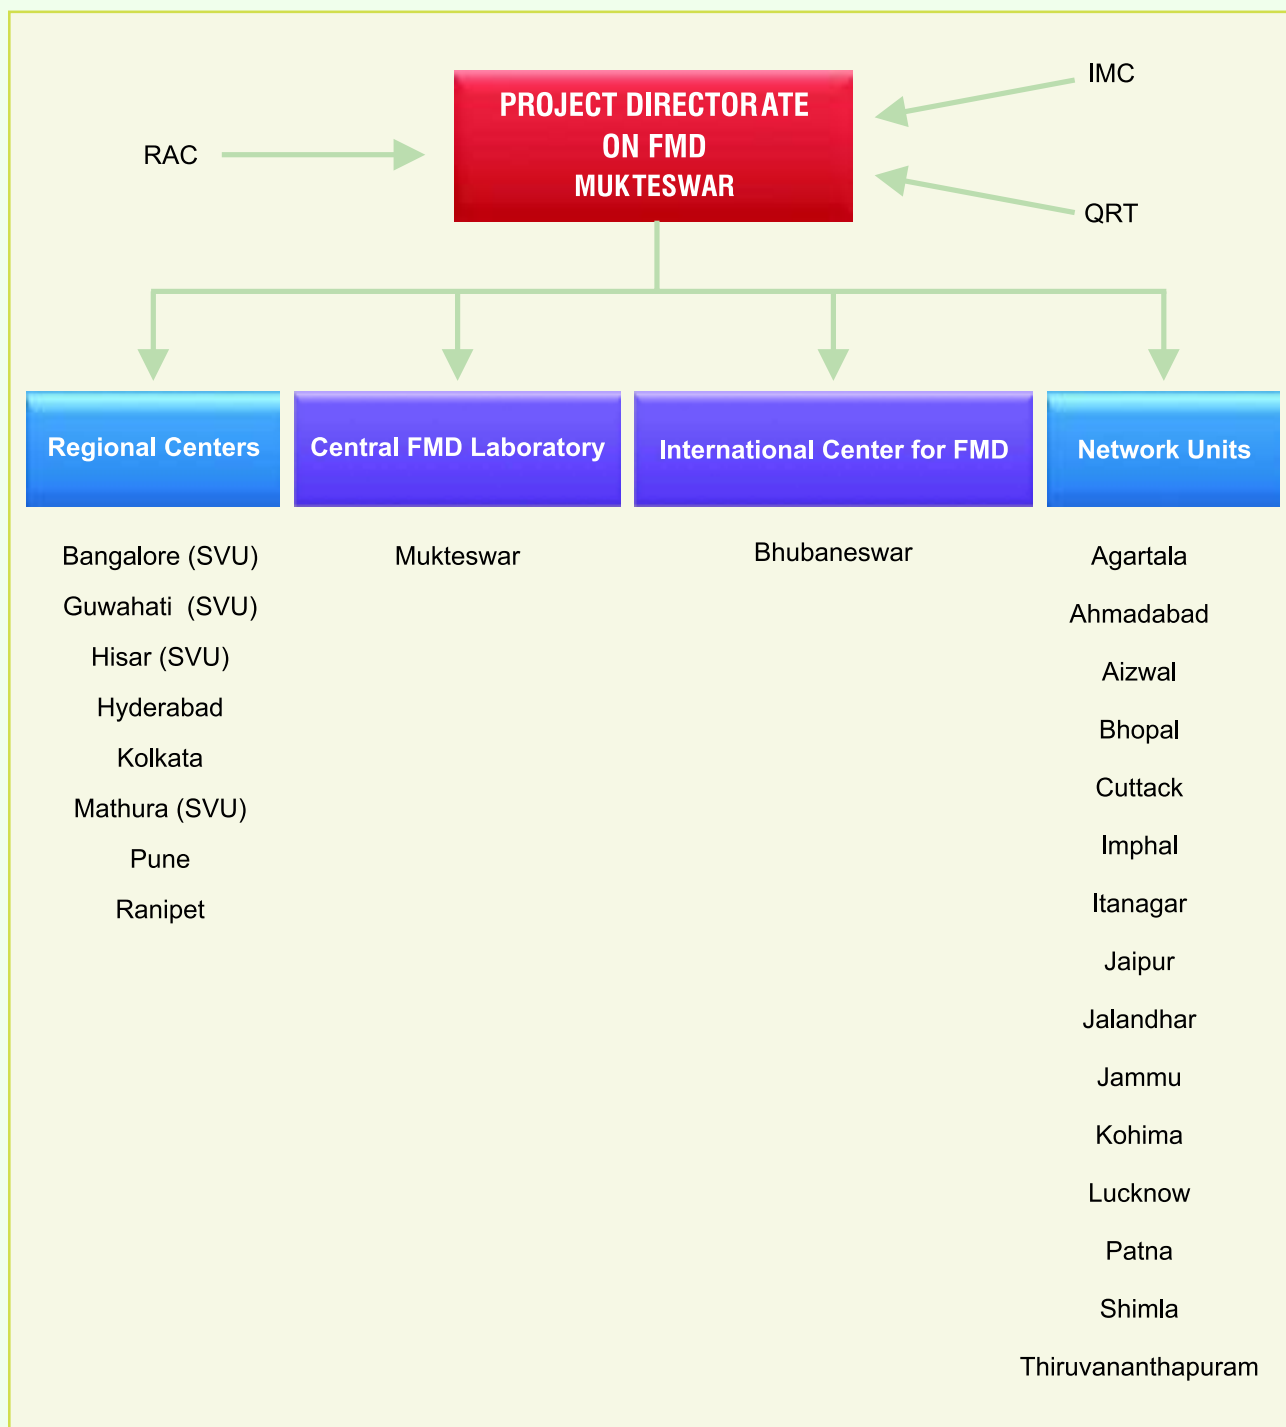 PROJECT DIRECTORATE
ON FMD
MUKTESWAR
IMC
RAC
QRT
Regional Centers
Central FMD Laboratory
International Center for FMD
Network Units
Bangalore (SVU)
Guwahati (SVU)
Hisar (SVU)
Hyderabad
Kolkata
Mathura (SVU)
Pune
Ranipet
Mukteswar
Bhubaneswar
Agartala
Ahmadabad
Aizwal
Bhopal
Cuttack
Imphal
Itanagar
Jaipur
Jalandhar
Jammu
Kohima
Lucknow
Patna
Shimla
Thiruvananthapuram